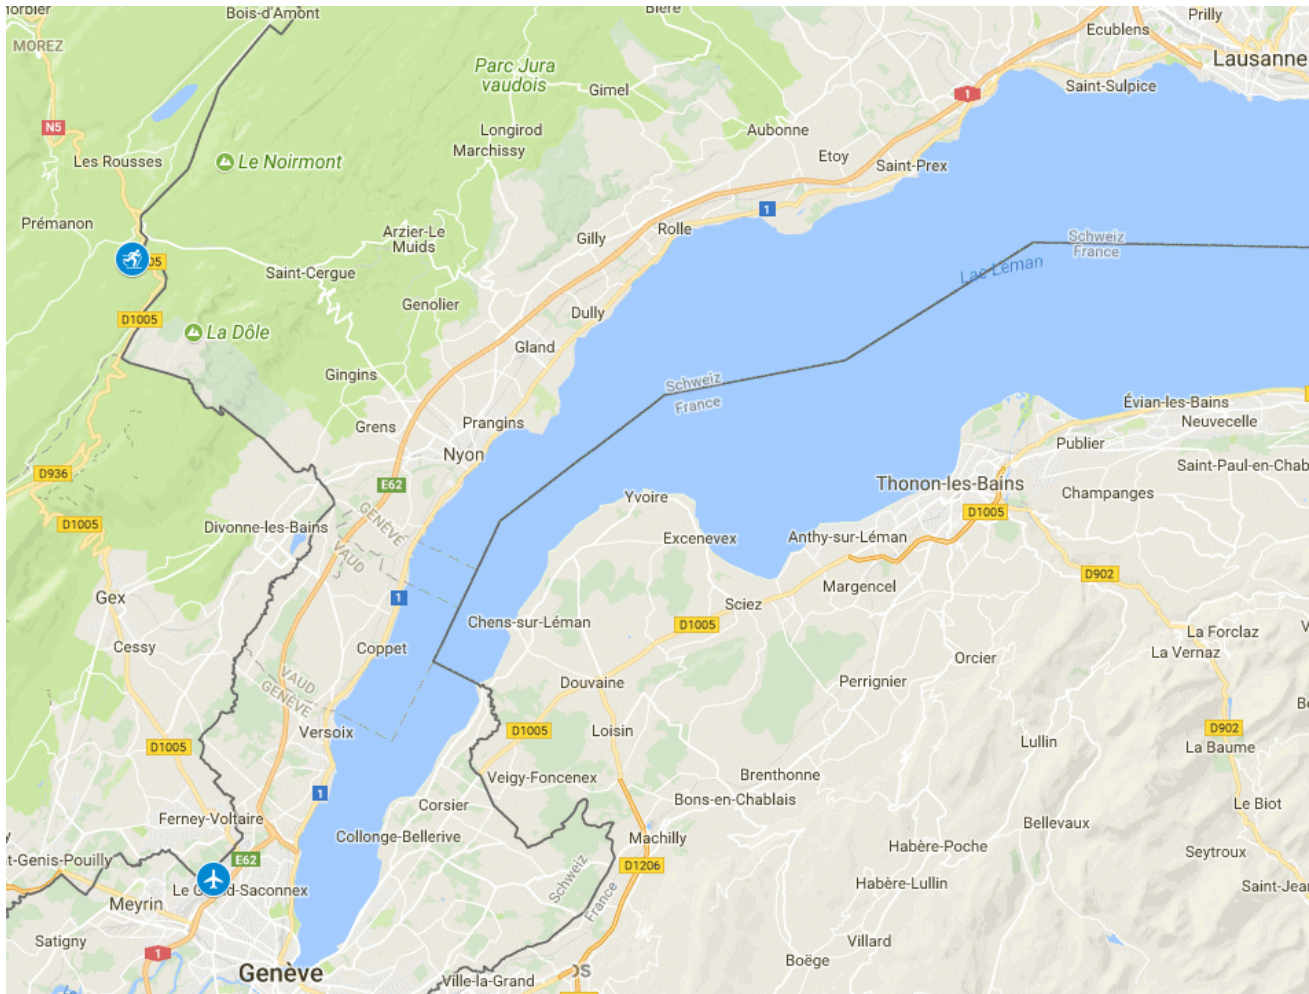 Bois-d'Amont
Bière
Prilly
Ecublens
MOREZ
Lausanne
Parc Jura
vaudois
Gimel
Saint-Sulpice
1
N5
Longirod
Aubonne
Marchissy
Etoy
Les Rousses
Le Noirmont
Saint-Prex
1
Prémanon
Arzier-Le
Muids
Gilly
Rolle
Schweiz
France
Saint-Cergue
Lac Léman
Genolier
Dully
D1005
La Dôle
Gland
Gingins
Schweiz
France
Évian-les-Bains
Prangins
Neuvecelle
Grens
Publier
Nyon
Saint-Paul-en-Chab
D936
E62
Thonon-les-Bains
Champanges
Yvoire
D1005
GENÈVE
VAUD
D1005
Divonne-les-Bains
Excenevex
Anthy-sur-Léman
D902
Margencel
Gex
1
Sciez
Chens-sur-Léman
D1005
La Forclaz
Cessy
Coppet
La Vernaz
Orcier
VAUD
GENÈVE
Douvaine
Perrignier
Versoix
D1005
Loisin
D902
D1005
Lullin
La Baume
Veigy-Foncenex
Brenthonne
1
Corsier
Bons-en-Chablais
Le Biot
Ferney-Voltaire
Bellevaux
Collonge-Bellerive
Machilly
Habère-Poche
t-Genis-Pouilly
E62
D1206
Seytroux
Schweiz
France
Habère-Lullin
Saint-Jea
Meyrin
Satigny
Villard
1
Boëge
Genève
Ville-la-Grand